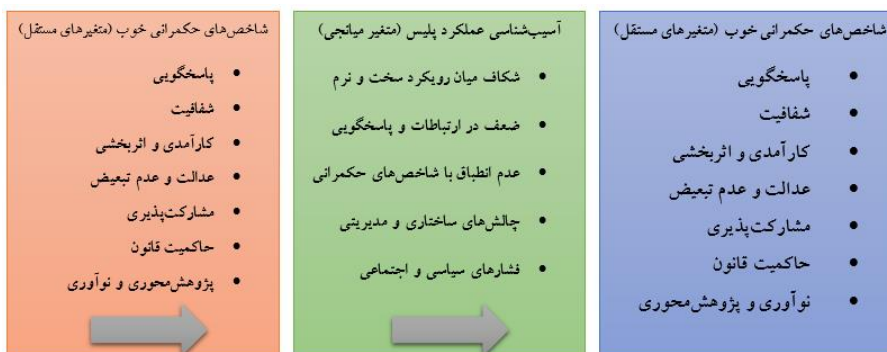 شاخص‌های حکمرانی خوب (متغیرهای مستقل)
پاسخگویی
شفافیت
کارآمدی و اثربخشی
عدالت و عدم تبعیض
مشارکت‌پذیری
حاکمیت قانون
نوآوری و پژوهش‌محوری
آسیب‌شناسی عملکرد پلیس (متغیر میانجی)
شکاف میان رویکرد سخت و نرم
ضعف در ارتباطات و پاسخگویی
عدم انطباق با شاخص‌های حکمرانی
چالش‌های ساختاری و مدیریتی
فشارهای سیاسی و اجتماعی
شاخص‌های حکمرانی خوب (متغیرهای مستقل)
پاسخگویی
شفافیت
کارآمدی و اثربخشی
عدالت و عدم تبعیض
مشارکت‌پذیری
حاکمیت قانون
پژوهش‌محوری و نوآوری